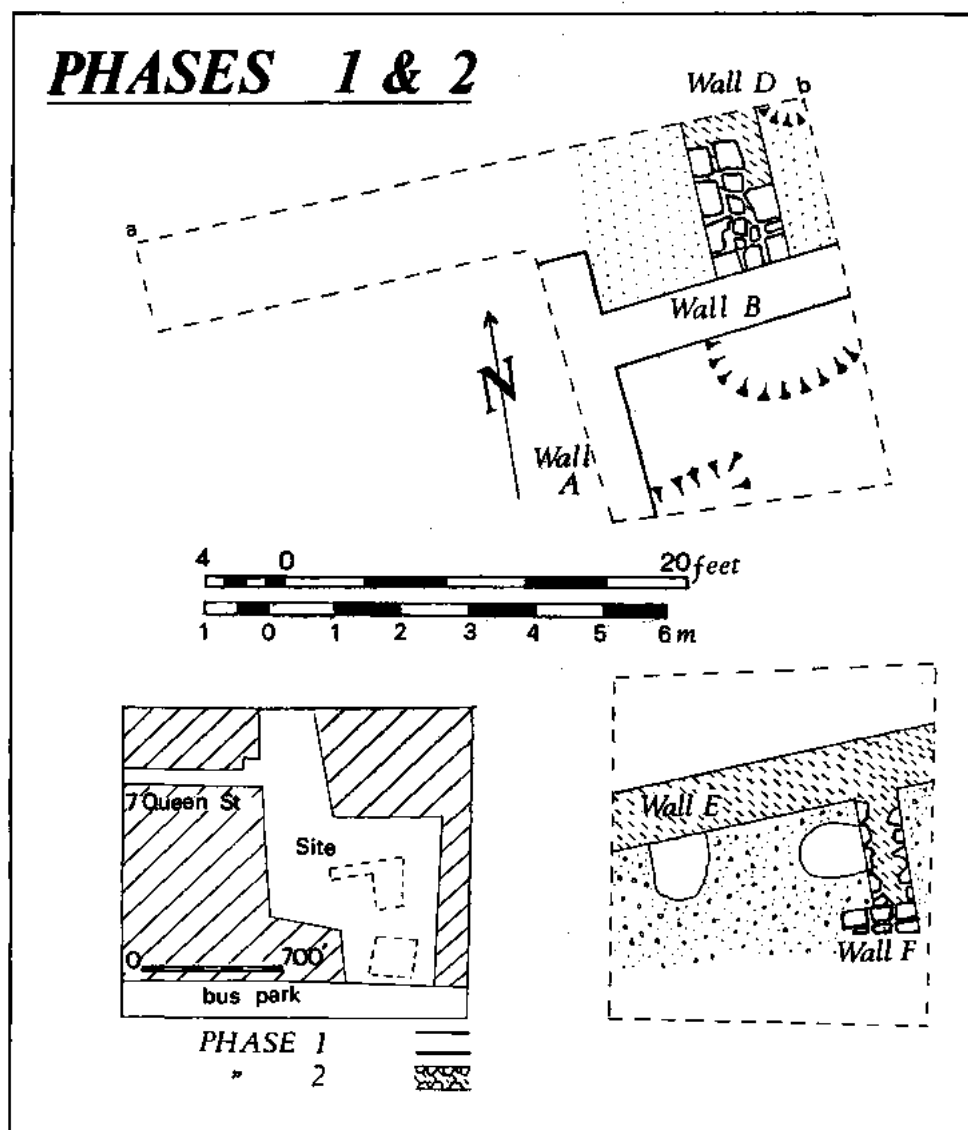 PHASES 1 & 2
Wall D b
a
Wall B
N
Wall
A
4 0 20 feet
1 0 1 2 3 4 5 6 m
7 Queen St
Site
0 700'
bus park
PHASE 1
" 2
Wall E
Wall F